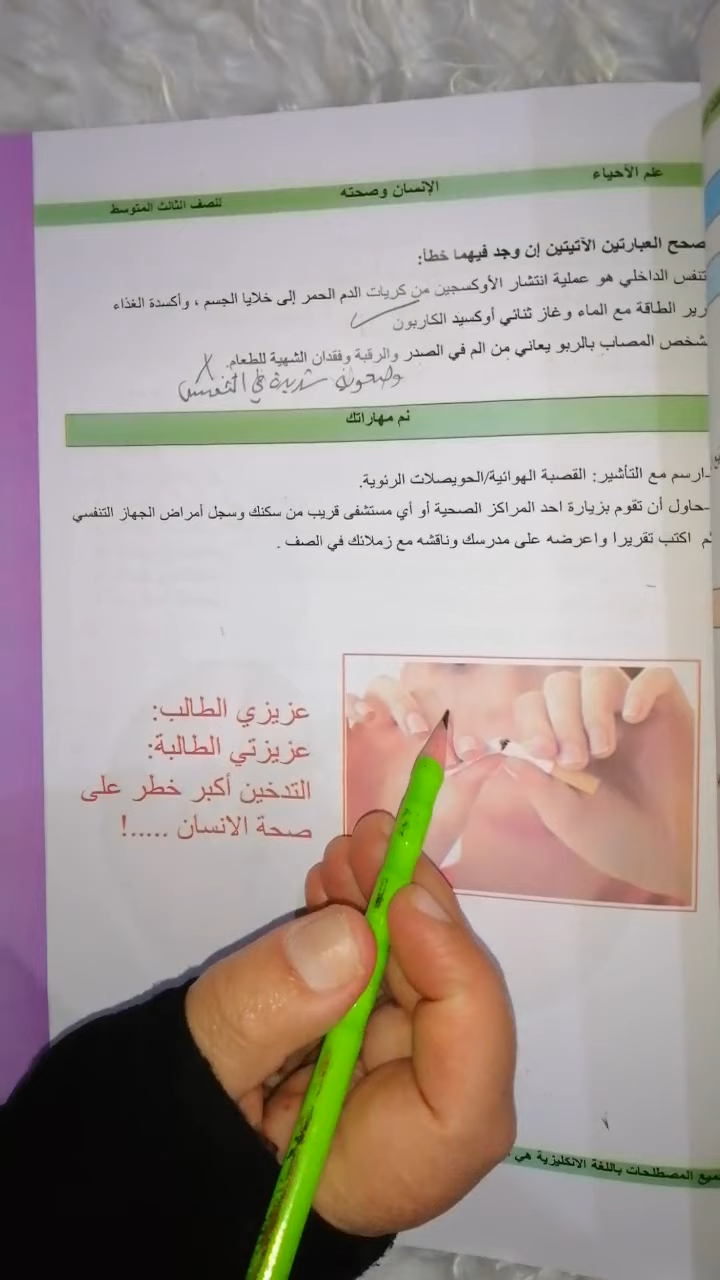 علم الأحياء
الإنسان وصحته
للصف الثالث المتوسط
صحح العبارتين الآتيتين إن وجد فيهما خطأ:
تنفس الداخلي هو عملية انتشار الأوكسجين من كريات الدم الحمر إلى خلايا الجسم ، وأكسدة الغذاء
رير الطاقة مع الماء وغاز ثنائي أوكسيد الكاربون
شخص المصاب بالربو يعاني من الم في الصدر والرقبة وفقدان الشهية للطعام.
وصعوبة شديدة في التنفس
نم مهاراتك
-ارسم مع التأشير: القصبة الهوائية/الحويصلات الرئوية.
-حاول أن تقوم بزيارة احد المراكز الصحية أو أي مستشفى قريب من سكنك وسجل أمراض الجهاز التنفسي
ثم اكتب تقريرا واعرضه على مدرسك وناقشه مع زملائك في الصف .
عزيزي الطالب:
عزيزتي الطالبة:
التدخين أكبر خطر على
صحة الانسان .....!
ميع المصطلحات باللغة الانكليزية هي